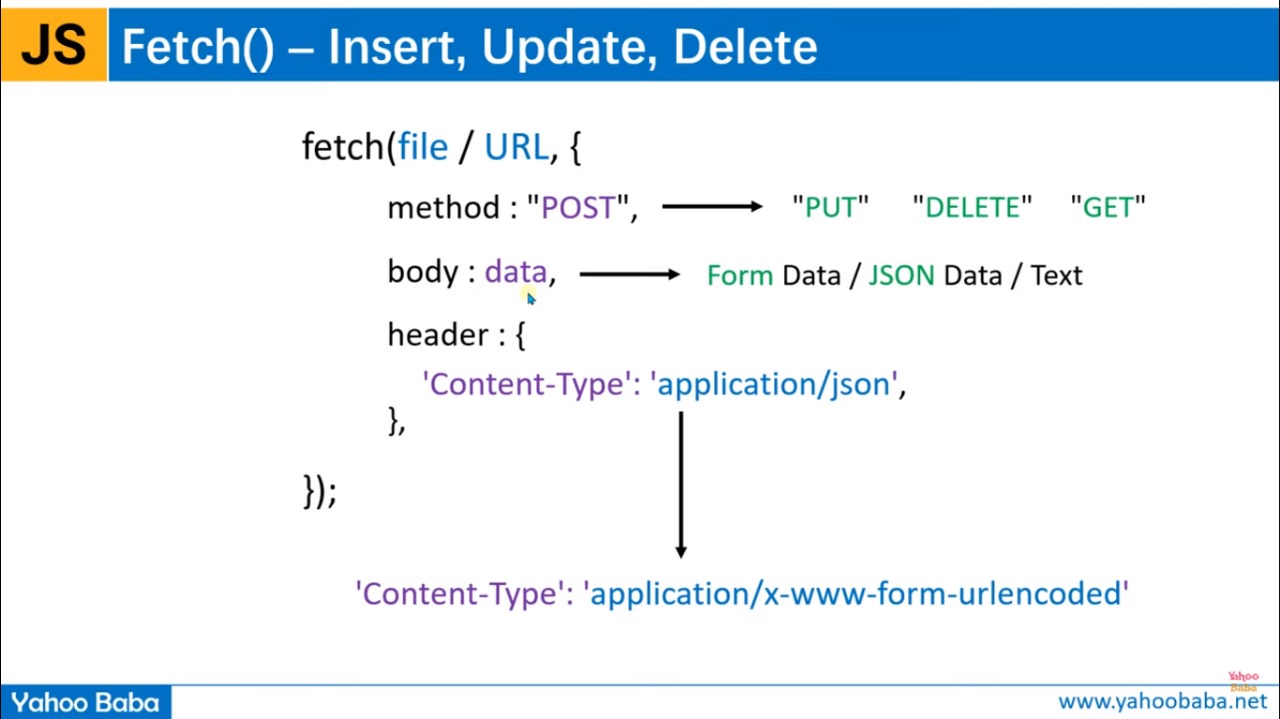 JS Fetch() – Insert, Update, Delete
fetch(file / URL, {
method : "POST", "PUT" "DELETE" "GET"
body : data, Form Data / JSON Data / Text
header : {
'Content-Type': 'application/json',
},
});
'Content-Type': 'application/x-www-form-urlencoded'
Yahoo Baba
Yahoo Baba www.yahoobaba.net